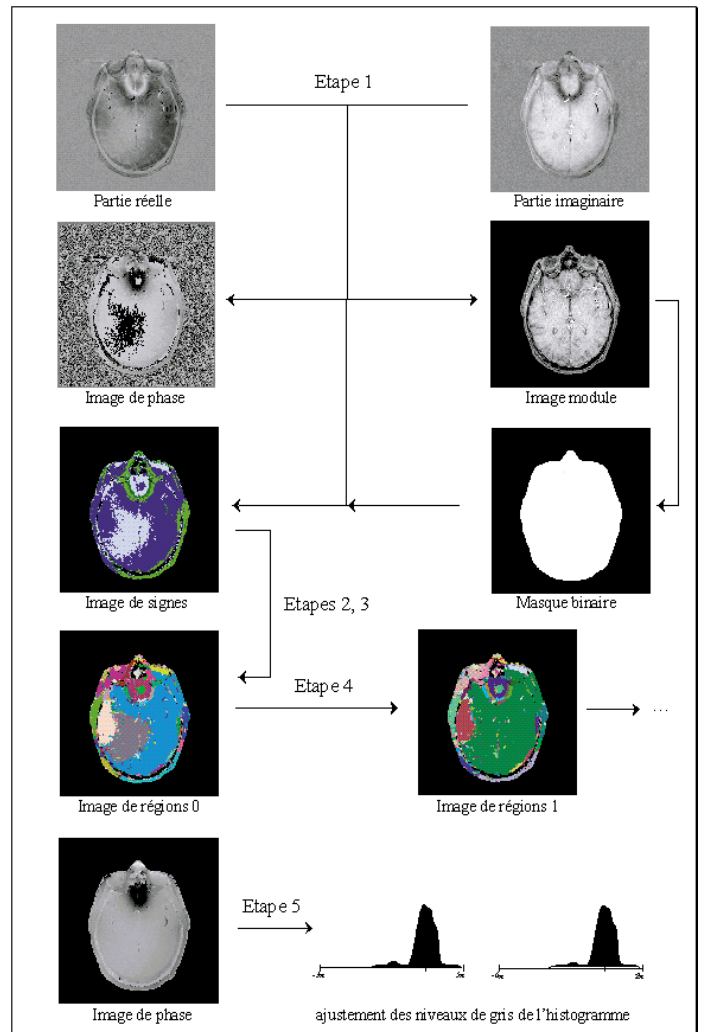 Etape 1
Partie réelle
Partie imaginaire
Image de phase
Image module
Image de signes
Etapes 2, 3
Masque binaire
Etape 4
...
Image de régions 0
Image de régions 1
Etape 5
Image de phase
ajustement des niveaux de gris de l'histogramme